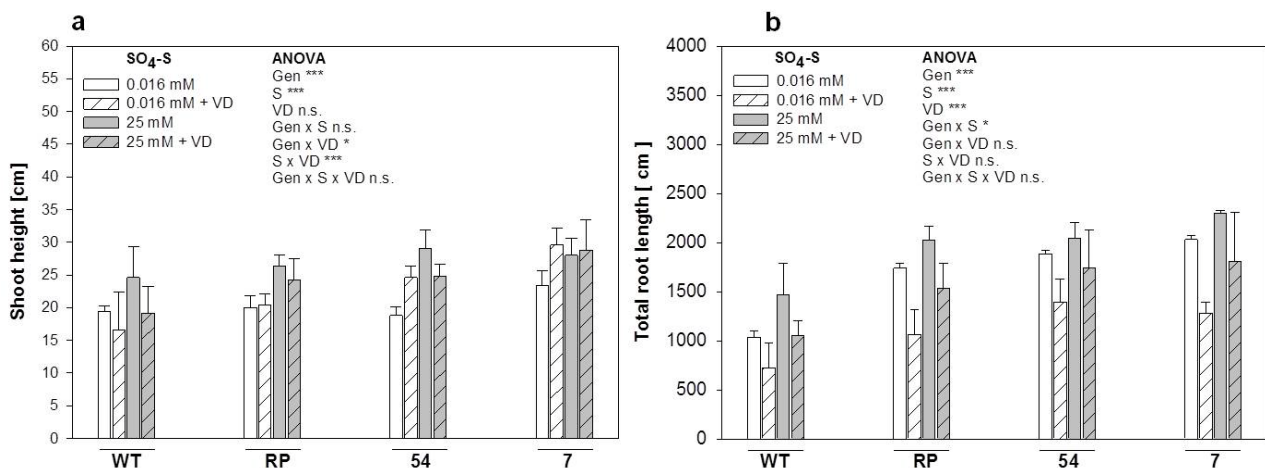 a
Shoot height [cm]
60
55
50
45
40
35
30
25
20
15
10
5
0
SO₄-S
0.016 mM
0.016 mM + VD
25 mM
25 mM + VD
ANOVA
Gen ***
S ***
VD n.s.
Gen x S n.s.
Gen x VD *
S x VD ***
Gen x S x VD n.s.
WT RP 54 7
b
Total root length [ cm]
4000
3500
3000
2500
2000
1500
1000
500
0
SO₄-S
0.016 mM
0.016 mM + VD
25 mM
25 mM + VD
ANOVA
Gen ***
S ***
VD ***
Gen x S *
Gen x VD n.s.
S x VD n.s.
Gen x S x VD n.s.
WT RP 54 7